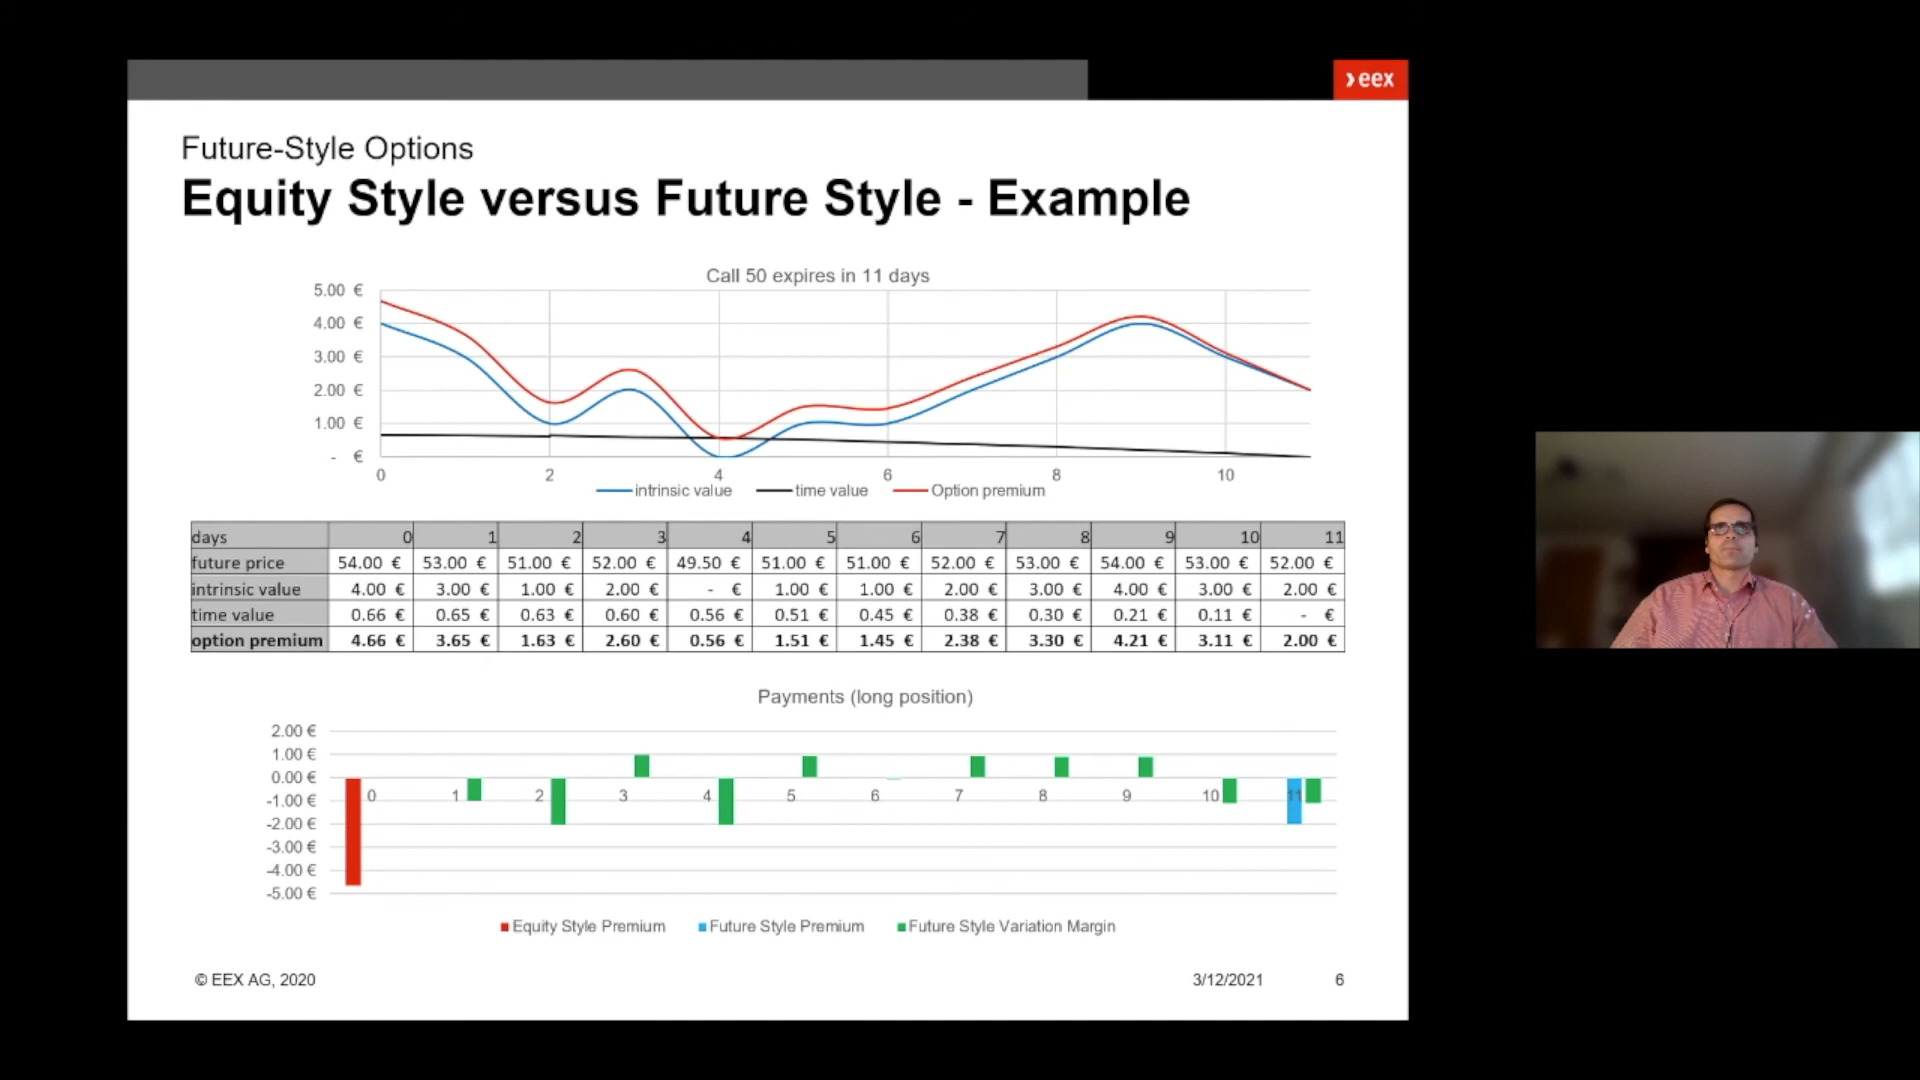 eex
Future-Style Options
Equity Style versus Future Style - Example
Call 50 expires in 11 days
5.00 €
4.00 €
3.00 €
2.00 €
1.00 €
- €
0 2 4 6 8 10
intrinsic value time value Option premium
days 0 1 2 3 4 5 6 7 8 9 10 11
future price 54.00 € 53.00 € 51.00 € 52.00 € 49.50 € 51.00 € 51.00 € 52.00 € 53.00 € 54.00 € 53.00 € 52.00 €
intrinsic value 4.00 € 3.00 € 1.00 € 2.00 € - € 1.00 € 1.00 € 2.00 € 3.00 € 4.00 € 3.00 € 2.00 €
time value 0.66 € 0.65 € 0.63 € 0.60 € 0.56 € 0.51 € 0.45 € 0.38 € 0.30 € 0.21 € 0.11 € - €
option premium 4.66 € 3.65 € 1.63 € 2.60 € 0.56 € 1.51 € 1.45 € 2.38 € 3.30 € 4.21 € 3.11 € 2.00 €
Payments (long position)
2.00 €
1.00 €
0.00 €
0 1 2 3 4 5 6 7 8 9 10 11
-1.00 €
-2.00 €
-3.00 €
-4.00 €
-5.00 €
Equity Style Premium Future Style Premium Future Style Variation Margin
© EEX AG, 2020 3/12/2021 6